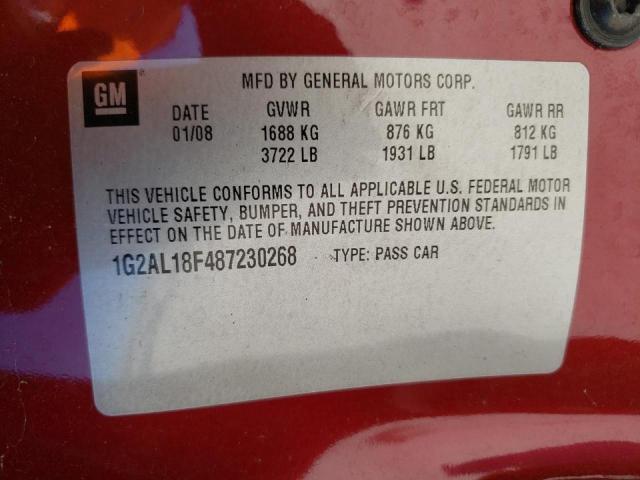 GM ® MFD BY GENERAL MOTORS CORP.
DATE GVWR GAWR FRT GAWR RR
01/08 1688 KG 876 KG 812 KG
3722 LB 1931 LB 1791 LB
THIS VEHICLE CONFORMS TO ALL APPLICABLE U.S. FEDERAL MOTOR
VEHICLE SAFETY, BUMPER, AND THEFT PREVENTION STANDARDS IN
EFFECT ON THE DATE OF MANUFACTURE SHOWN ABOVE.
1G2AL18F487230268 TYPE: PASS CAR